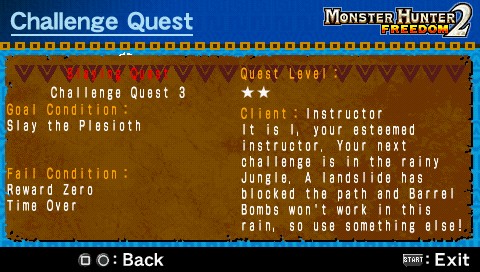 Challenge Quest
MONSTER HUNTER
FREEDOM 2
Slaying Quest
Challenge Quest 3
Goal Condition:
Slay the Plesioth
Fail Condition:
Reward Zero
Time Over
Quest Level:
★★
Client: Instructor
It is I, your esteemed
instructor. Your next
challenge is in the rainy
Jungle. A landslide has
blocked the path and Barrel
Bombs won't work in this
rain, so use something else!
: Back
START: Exit